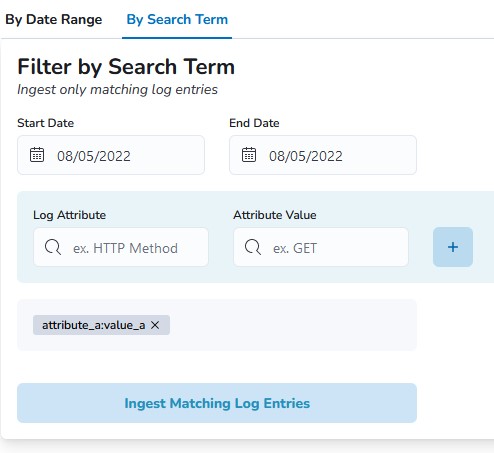 By Date Range By Search Term
Filter by Search Term
Ingest only matching log entries
Start Date End Date
08/05/2022 08/05/2022
Log Attribute Attribute Value
ex. HTTP Method ex. GET +
attribute_a:value_a ×
Ingest Matching Log Entries